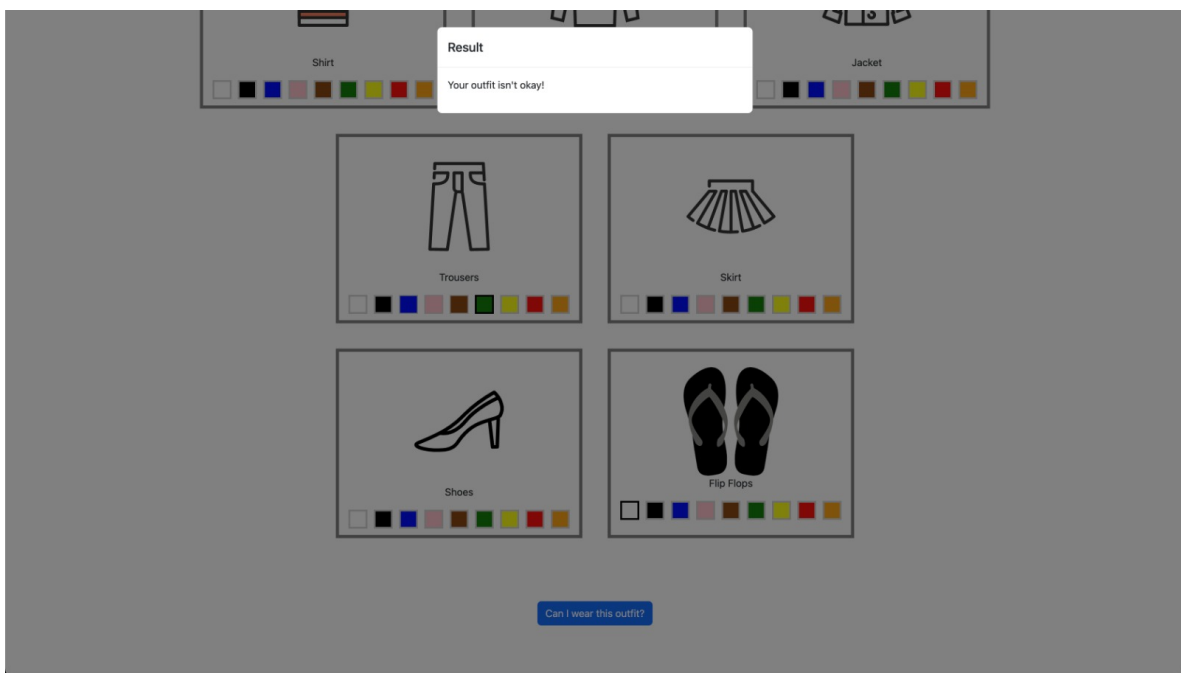 Result
Your outfit isn't okay!
Shirt
Jacket
Trousers
Skirt
Shoes
Flip Flops
Can I wear this outfit?